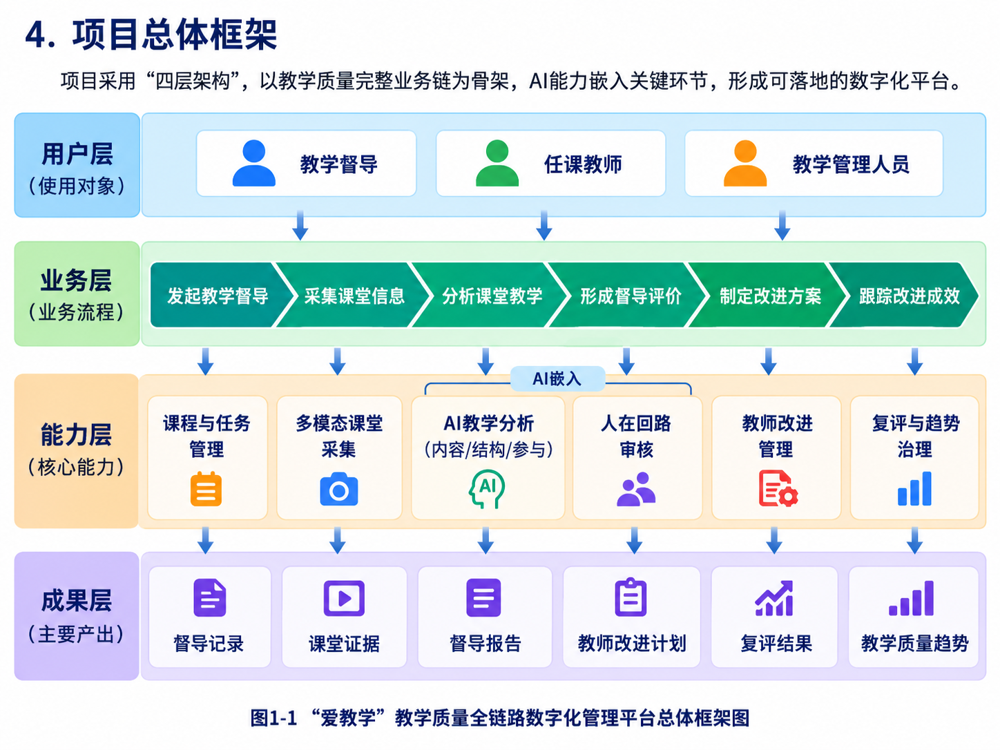 4. 项目总体框架
项目采用“四层架构”，以教学质量完整业务链为骨架，AI能力嵌入关键环节，形成可落地的数字化平台。
用户层
（使用对象）
教学督导
任课教师
教学管理人员
业务层
（业务流程）
发起教学督导
采集课堂信息
分析课堂教学
形成督导评价
制定改进方案
跟踪改进成效
AI嵌入
能力层
（核心能力）
课程与任务
管理
多模态课堂
采集
AI教学分析
（内容/结构/参与）
AI
人在回路
审核
教师改进
管理
复评与趋势
治理
成果层
（主要产出）
督导记录
课堂证据
督导报告
教师改进计划
复评结果
教学质量趋势
图1-1 “爱教学”教学质量全链路数字化管理平台总体框架图